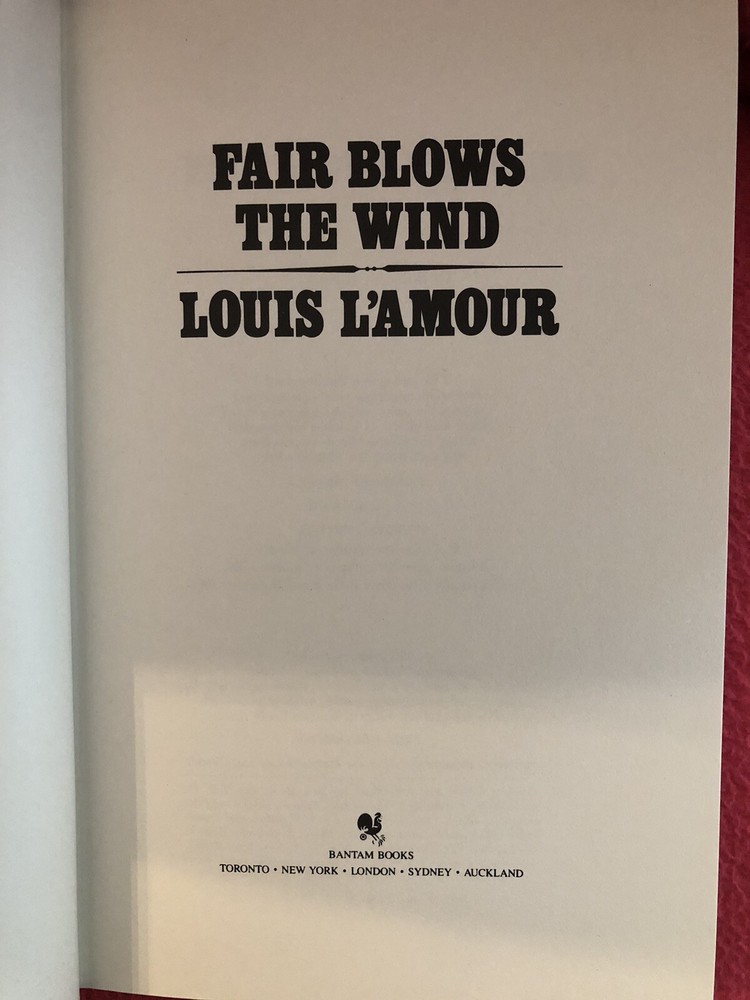 FAIR BLOWS
THE WIND
LOUIS L'AMOUR
BANTAM BOOKS
TORONTO • NEW YORK • LONDON • SYDNEY • AUCKLAND